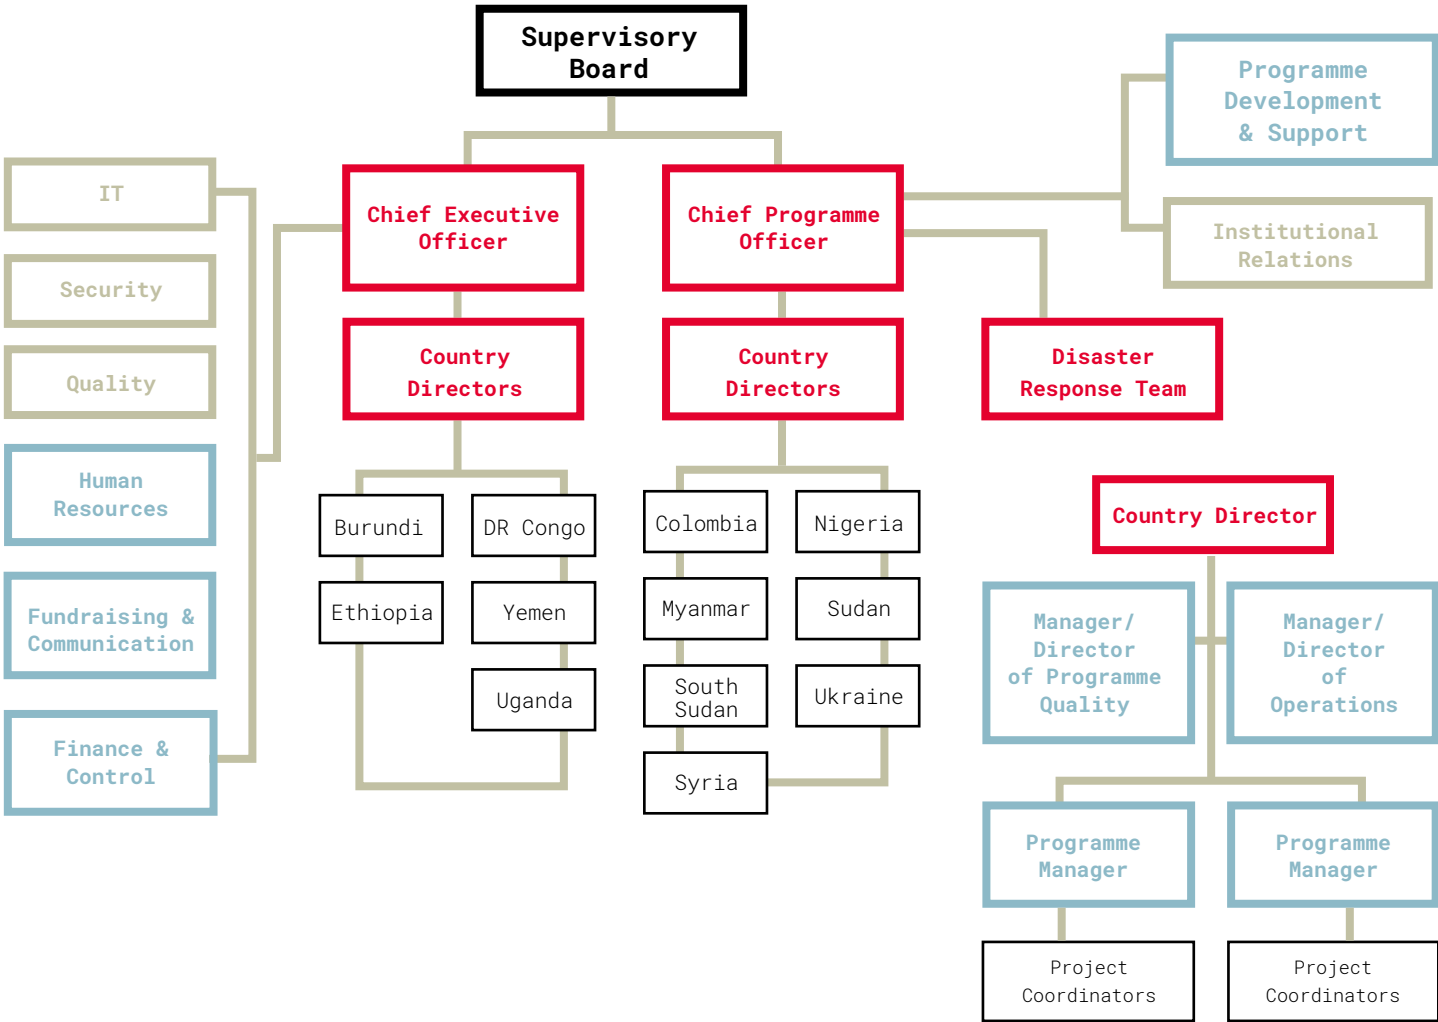 Supervisory
Board
Programme
Development
& Support
Institutional
Relations
IT
Security
Quality
Human
Resources
Fundraising &
Communication
Finance &
Control
Chief Executive
Officer
Chief Programme
Officer
Country
Directors
Country
Directors
Disaster
Response Team
Burundi
DR Congo
Ethiopia
Yemen
Uganda
Colombia
Nigeria
Myanmar
Sudan
South
Sudan
Ukraine
Syria
Country Director
Manager/
Director
of Programme
Quality
Manager/
Director
of
Operations
Programme
Manager
Programme
Manager
Project
Coordinators
Project
Coordinators